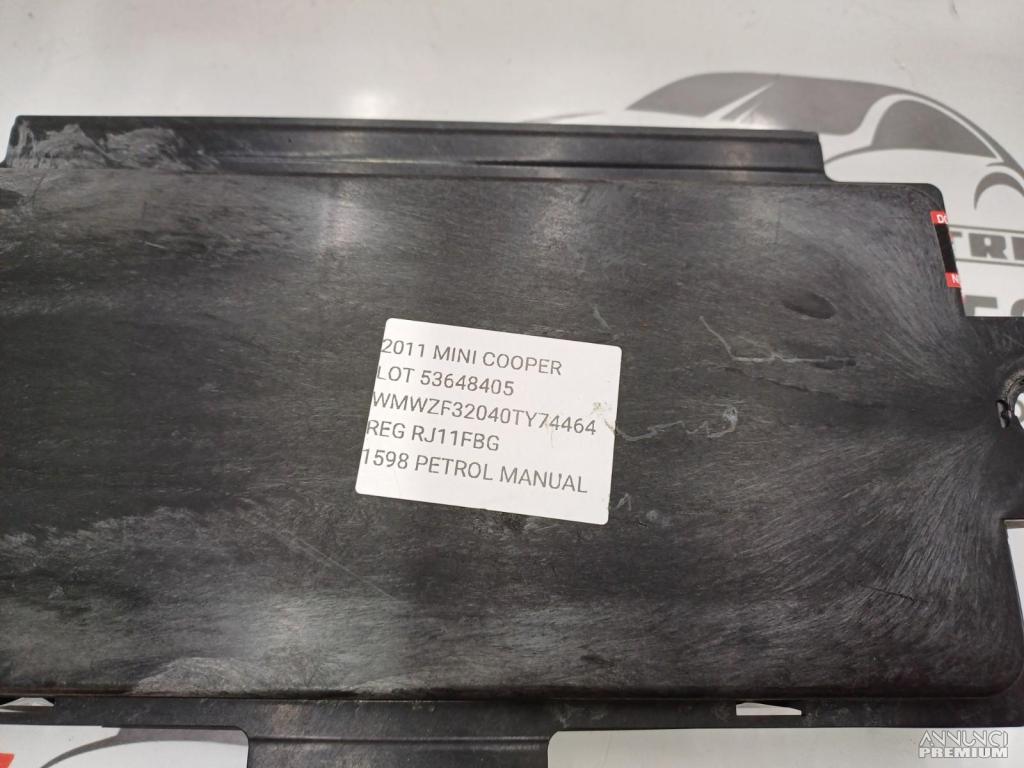 2011 MINI COOPER
LOT 53648405
WMWZF32040TY74464
REG RJ11FBG
1598 PETROL MANUAL
ANNUNCI
PREMIUM